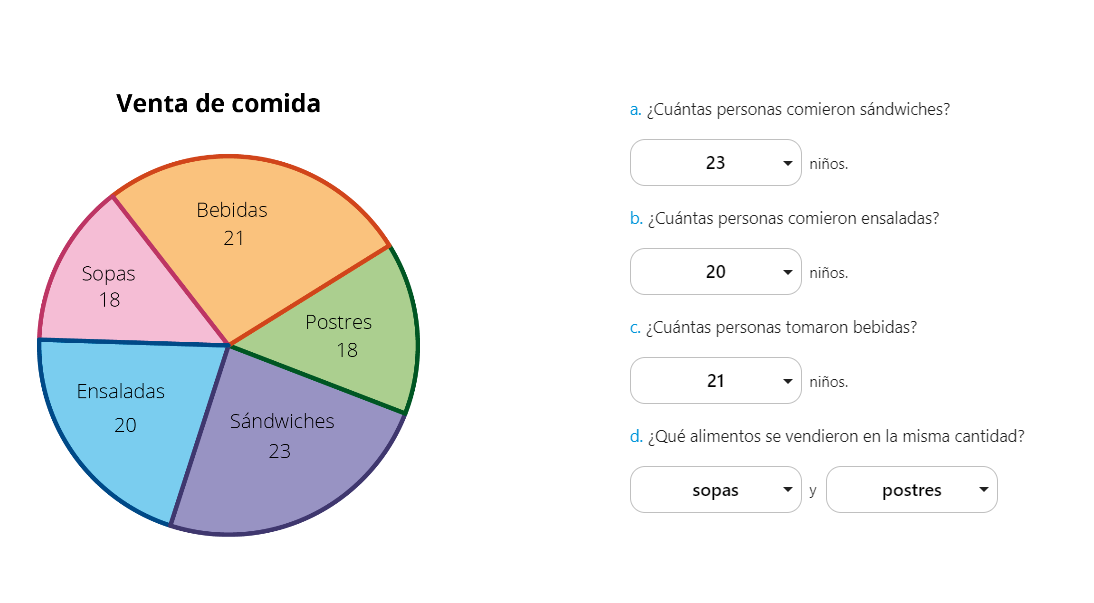 Venta de comida
Bebidas
21
Sopas
18
Postres
18
Ensaladas
20
Sándwiches
23
a. ¿Cuántas personas comieron sándwiches?
23 niños.
b. ¿Cuántas personas comieron ensaladas?
20 niños.
c. ¿Cuántas personas tomaron bebidas?
21 niños.
d. ¿Qué alimentos se vendieron en la misma cantidad?
sopas y postres